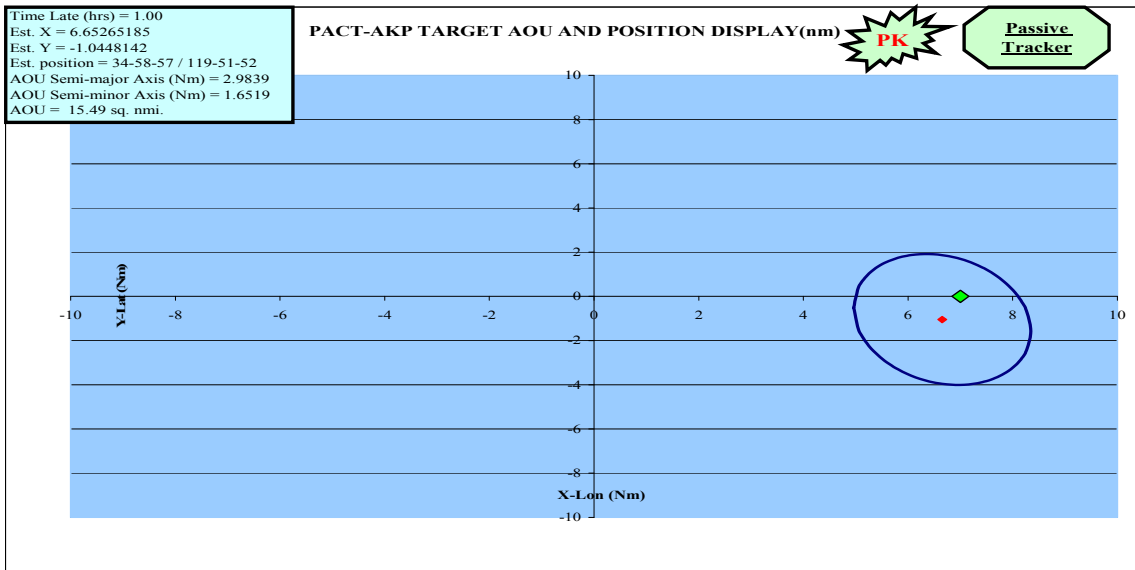 Time Late (hrs) = 1.00
Est. X = 6.65265185
Est. Y = -1.0448142
Est. position = 34-58-57 / 119-51-52
AOU Semi-major Axis (Nm) = 2.9839
AOU Semi-minor Axis (Nm) = 1.6519
AOU =  15.49 sq. nmi.
PACT-AKP TARGET AOU AND POSITION DISPLAY(nm)
PK
Passive
Tracker
10
8
6
4
2
0
-2
-4
-6
-8
-10
-10 -8 -6 -4 -2 0 2 4 6 8 10
Y-Lat (Nm)
X-Lon (Nm)